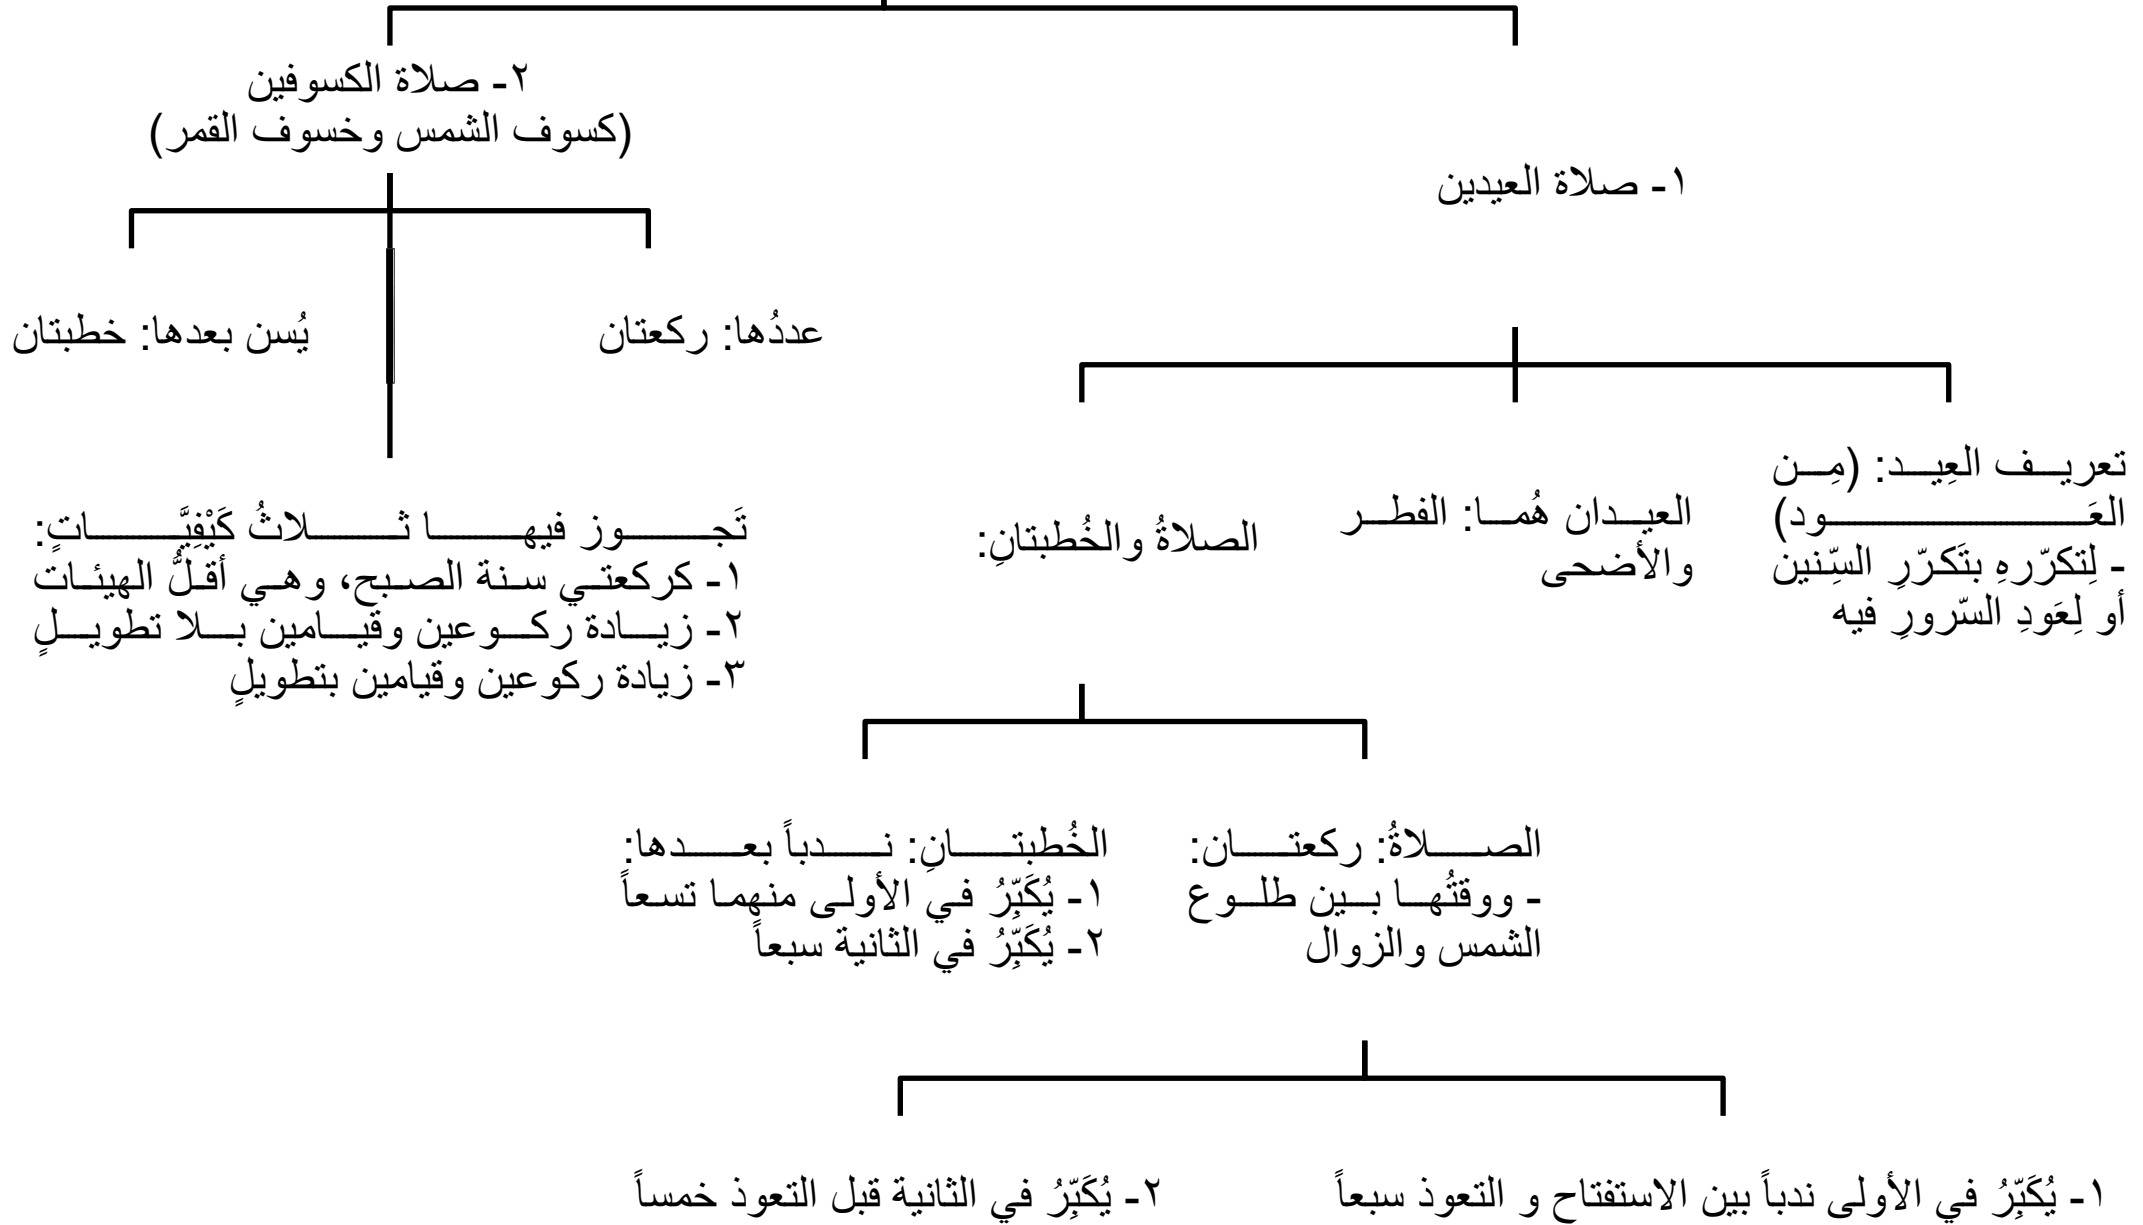 ١- صلاة العيدين
٢- صلاة الكسوفين
(كسوف الشمس وخسوف القمر)
تعريف العِيد: (مِن
العَود)
- لِتكرّرهِ بتَكرّرِ السِّنين
أو لِعَودِ السّرورِ فيه
العيدان هُما: الفطر
والأضحى
الصلاةُ والخُطبتانِ:
عددُها: ركعتان
تَجوز فيها ثلاثُ كَيْفِيَّاتٍ:
١- كركعتي سنة الصبح، وهي أقلُّ الهيئات
٢- زيادة ركوعين وقيامين بلا تطويلٍ
٣- زيادة ركوعين وقيامين بتطويلٍ
يُسن بعدها: خطبتان
الصلاةُ: ركعتان:
- ووقتُها بين طلوع
الشمس والزوال
الخُطبتانِ: ندباً بعدها:
١- يُكَبِّرُ في الأولى منهما تسعاً
٢- يُكَبِّرُ في الثانية سبعاً
١- يُكَبِّرُ في الأولى ندباً بين الاستفتاح و التعوذ سبعاً
٢- يُكَبِّرُ في الثانية قبل التعوذ خمساً